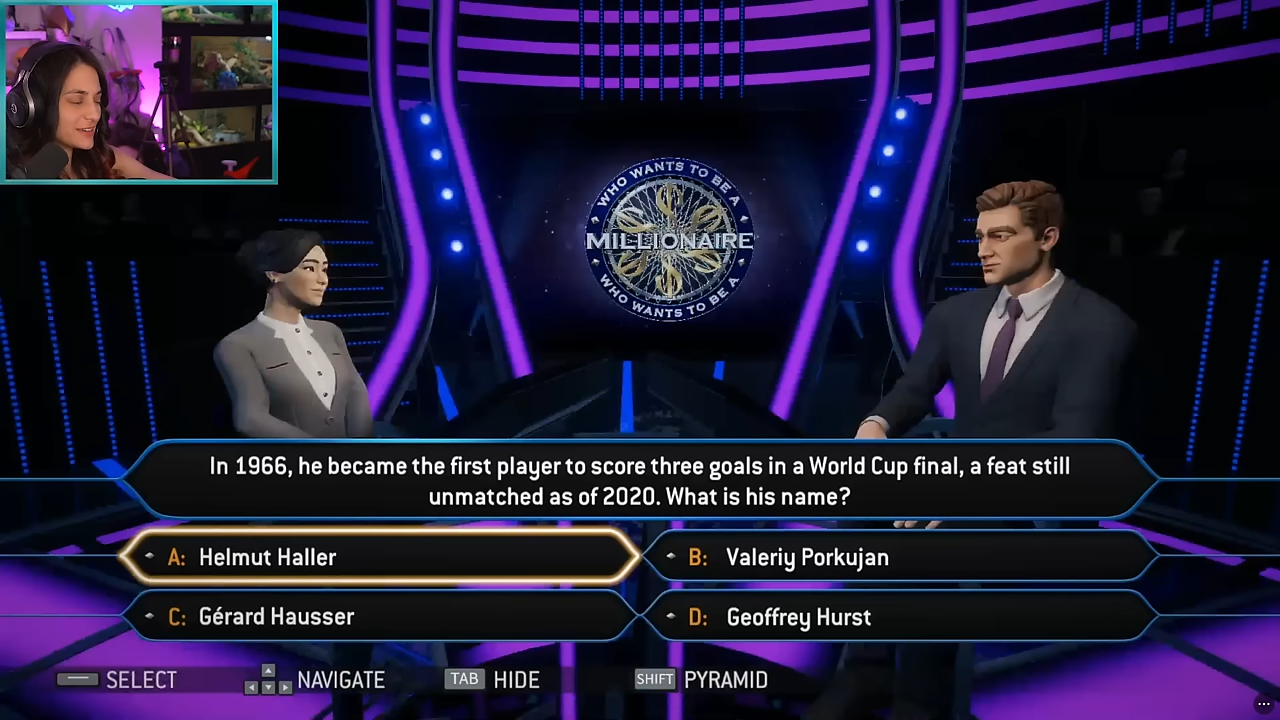 WHO WANTS TO BE A
MILLIONAIRE
WHO WANTS TO BE A
In 1966, he became the first player to score three goals in a World Cup final, a feat still
unmatched as of 2020. What is his name?
A: Helmut Haller
B: Valeriy Porkujan
C: Gérard Hausser
D: Geoffrey Hurst
SELECT
NAVIGATE
TAB HIDE
SHIFT PYRAMID